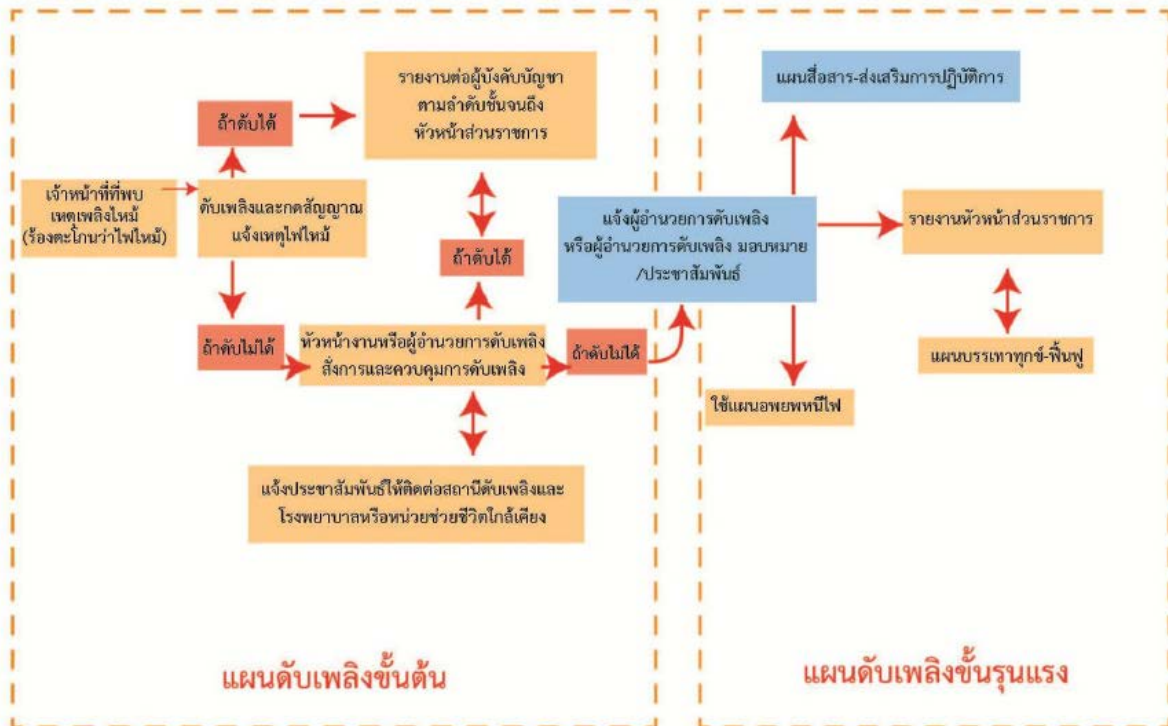 รายงานต่อผู้บังคับบัญชา
ตามลำดับชั้นจนถึง
หัวหน้าส่วนราชการ
ถ้าดับได้
เจ้าหน้าที่ที่พบ
เหตุเพลิงไหม้
(ร้องตะโกนว่าไฟไหม้)
ดับเพลิงและกดสัญญาณ
แจ้งเหตุไฟไหม้
ถ้าดับได้
ถ้าดับไม่ได้
หัวหน้างานหรือผู้อำนวยการดับเพลิง
สั่งการและควบคุมการดับเพลิง
ถ้าดับไม่ได้
แจ้งประชาสัมพันธ์ให้ติดต่อสถานีดับเพลิงและ
โรงพยาบาลหรือหน่วยช่วยชีวิตใกล้เคียง
แผนดับเพลิงขั้นต้น
แผนสื่อสาร-ส่งเสริมการปฏิบัติการ
แจ้งผู้อำนวยการดับเพลิง
หรือผู้อำนวยการดับเพลิง มอบหมาย
/ประชาสัมพันธ์
รายงานหัวหน้าส่วนราชการ
แผนบรรเทาทุกข์-ฟื้นฟู
ใช้แผนอพยพหนีไฟ
แผนดับเพลิงขั้นรุนแรง